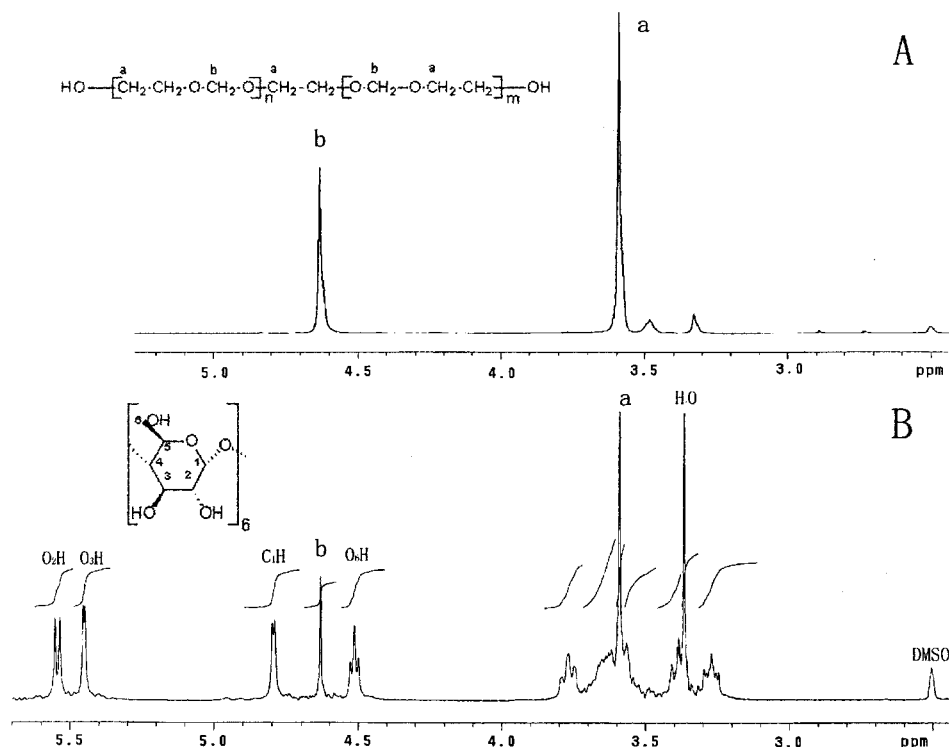 a
A
a b a b a
HO-[CH₂-CH₂-O-CH₂-O]n-CH₂-CH₂-[O-CH₂-O-CH₂-CH₂]m-OH
b
5.0 4.5 4.0 3.5 3.0 ppm
a H₂O
B
6 OH
5 O O
4 1
3 2
HO OH 6
O₂H O₃H C₁H b O₆H
DMSO
5.5 5.0 4.5 4.0 3.5 3.0 ppm